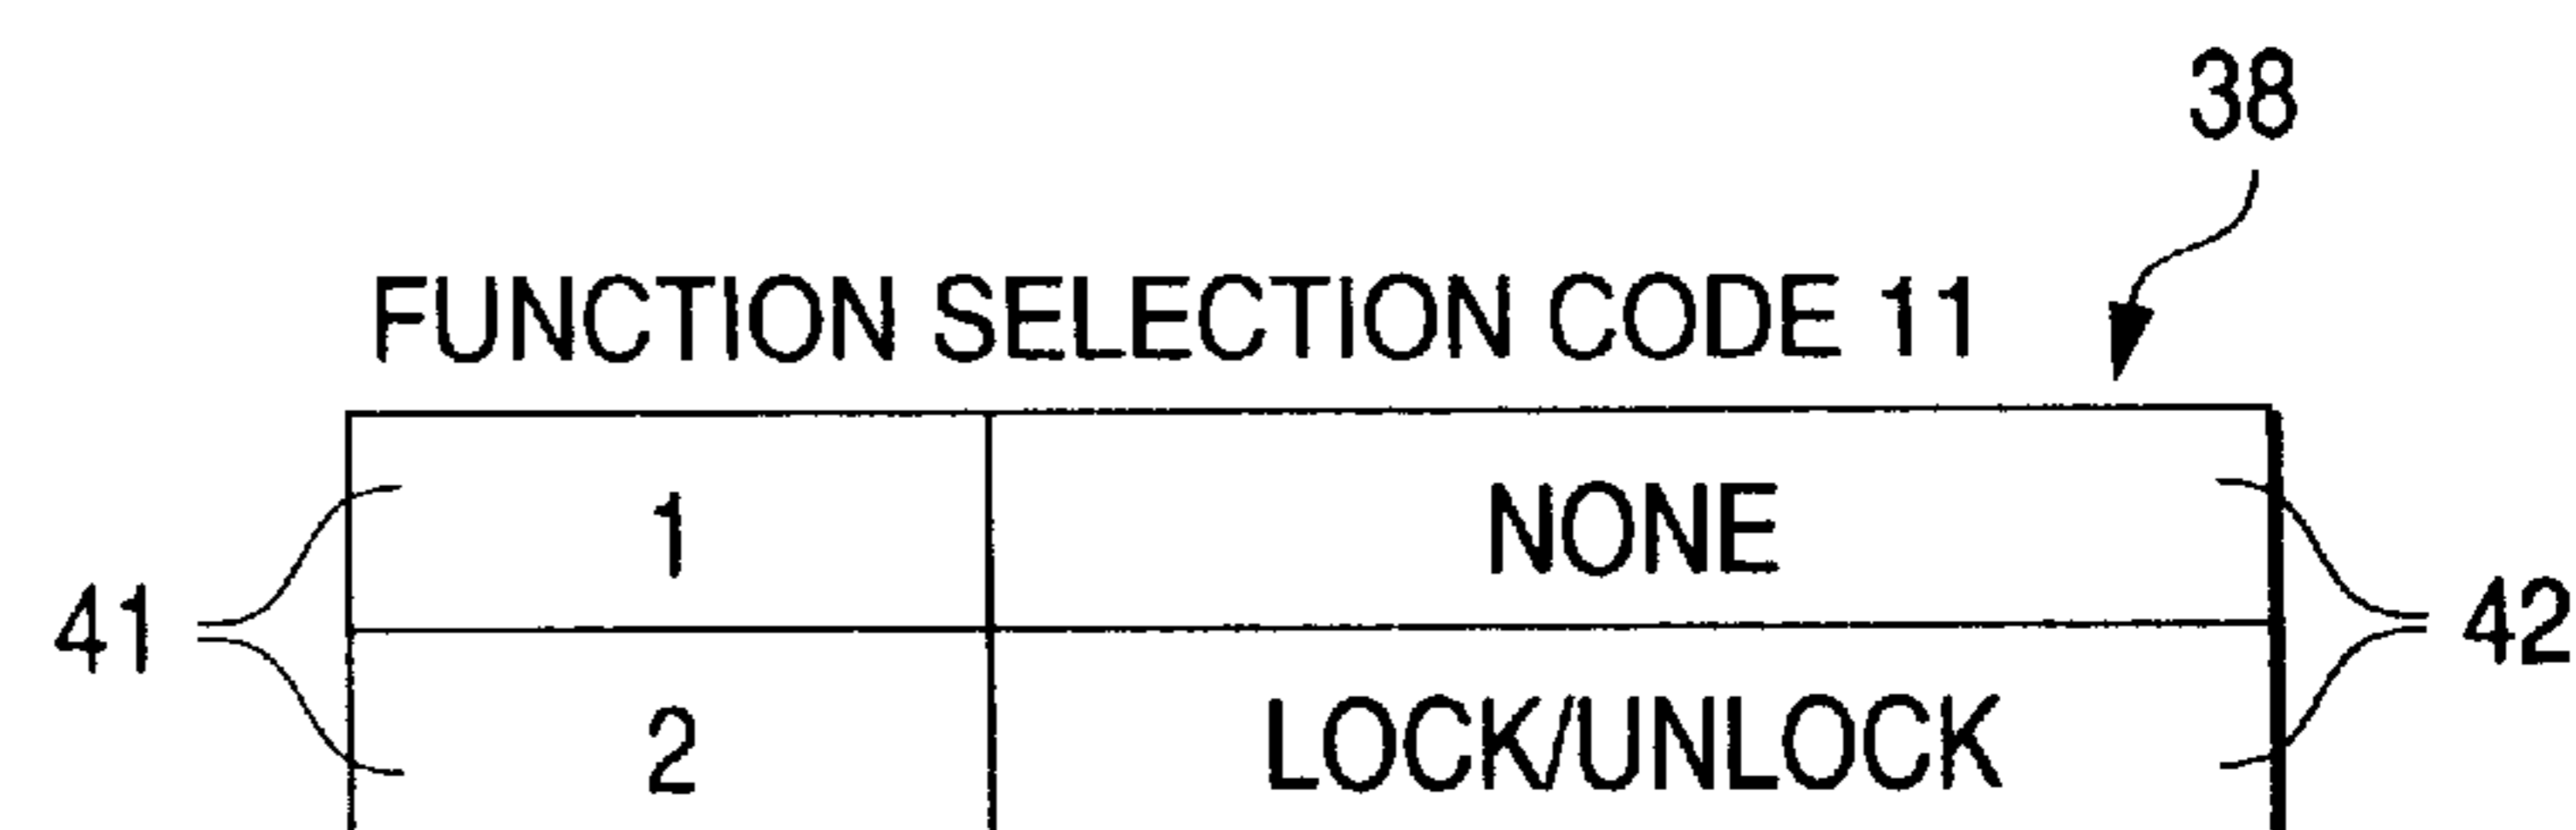 38
FUNCTION SELECTION CODE 11
1 NONE
41 42
2 LOCK/UNLOCK